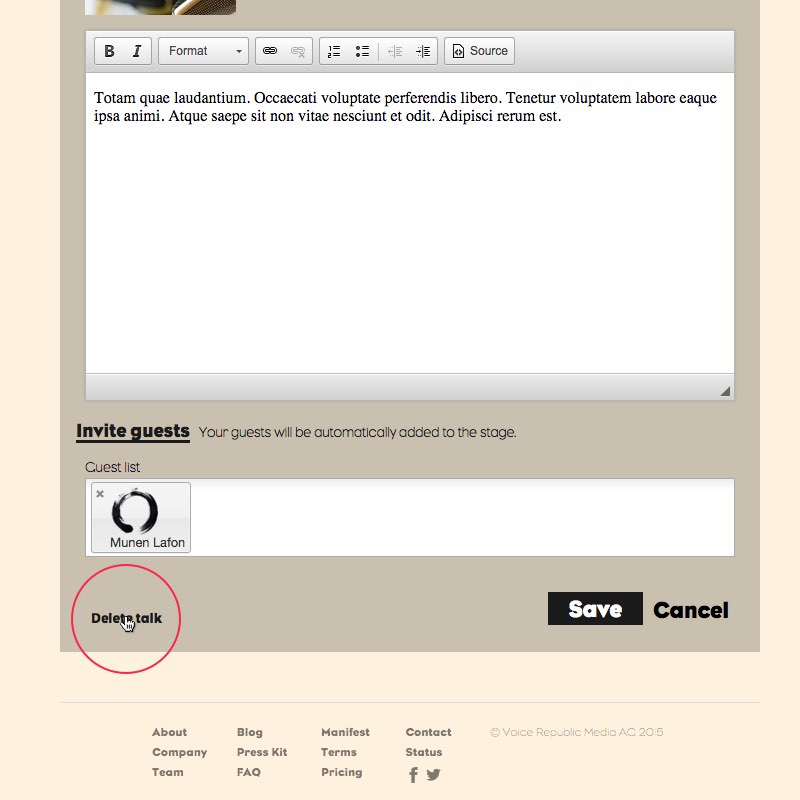 B I Format Source
Totam quae laudantium. Occaecati voluptate perferendis libero. Tenetur voluptatem labore eaque
ipsa animi. Atque saepe sit non vitae nesciunt et odit. Adipisci rerum est.
Invite guests Your guests will be automatically added to the stage.
Guest list
× Munen Lafon
Delete talk Save Cancel
About Blog Manifest Contact © Voice Republic Media AG 2015
Company Press Kit Terms Status
Team FAQ Pricing